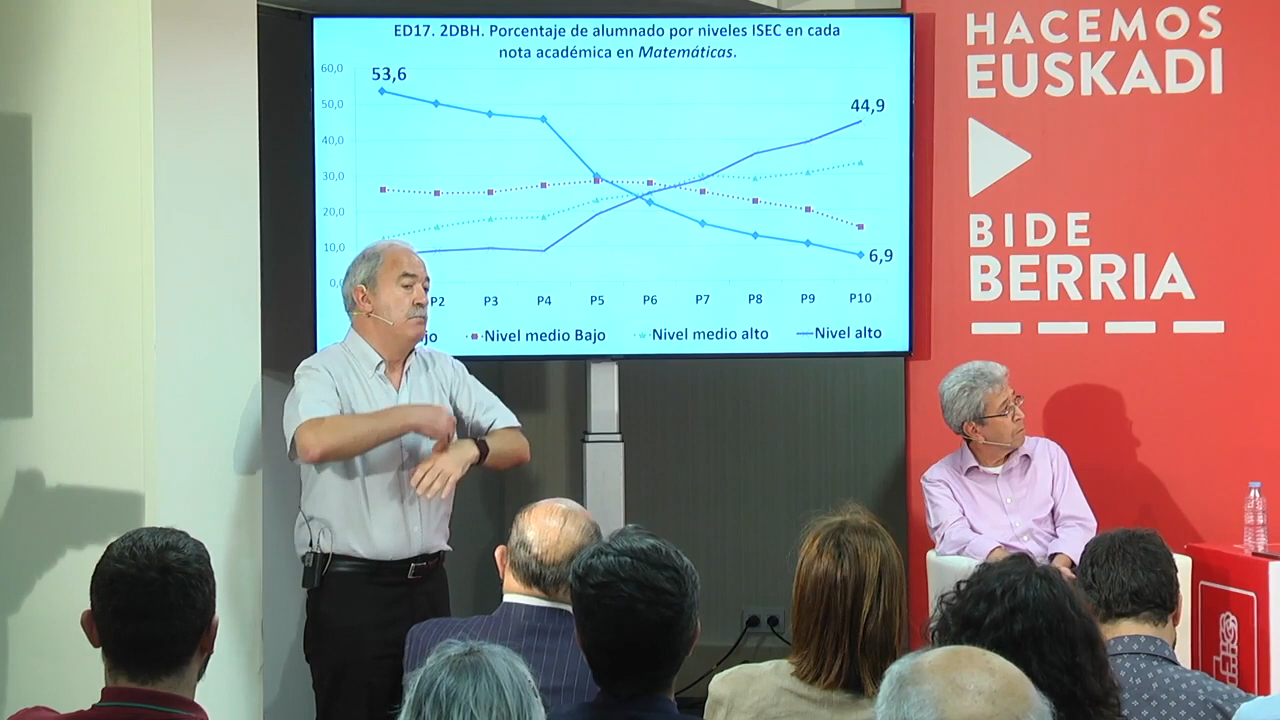 ED17. 2DBH. Porcentaje de alumnado por niveles ISEC en cada
nota académica en Matemáticas.
60,0
50,0
40,0
30,0
20,0
10,0
53,6
44,9
6,9
P2 P3 P4 P5 P6 P7 P8 P9 P10
Nivel medio Bajo Nivel medio alto Nivel alto
HACEMOS
EUSKADI
BIDE
BERRIA